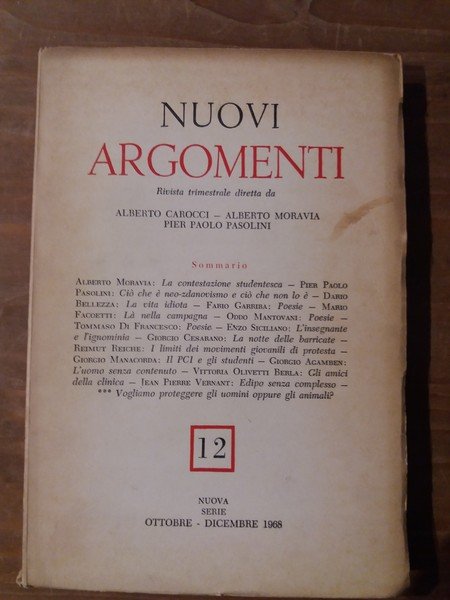 NUOVI
ARGOMENTI
Rivista trimestrale diretta da
ALBERTO CAROCCI – ALBERTO MORAVIA
PIER PAOLO PASOLINI
Sommario
ALBERTO MORAVIA: La contestazione studentesca – PIER PAOLO
PASOLINI: Ciò che è neo-zdanovismo e ciò che non lo è – DARIO
BELLEZZA: La vita idiota – FABIO GARRIBA: Poesie – MARIO
FACOETTI: Là nella campagna – ODDO MANTOVANI: Poesie –
TOMMASO DI FRANCESCO: Poesie – ENZO SICILIANO: L'insegnante
e l'ignominia – GIORGIO CESARANO: La notte delle barricate –
REIMUT REICHE: I limiti dei movimenti giovanili di protesta –
GIORGIO MANACORDA: Il PCI e gli studenti – GIORGIO AGAMBEN:
L'uomo senza contenuto – VITTORIA OLIVETTI BERLA: Gli amici
della clinica – JEAN PIERRE VERNANT: Edipo senza complesso –
*** Vogliamo proteggere gli uomini oppure gli animali?
12
NUOVA
SERIE
OTTOBRE - DICEMBRE 1968